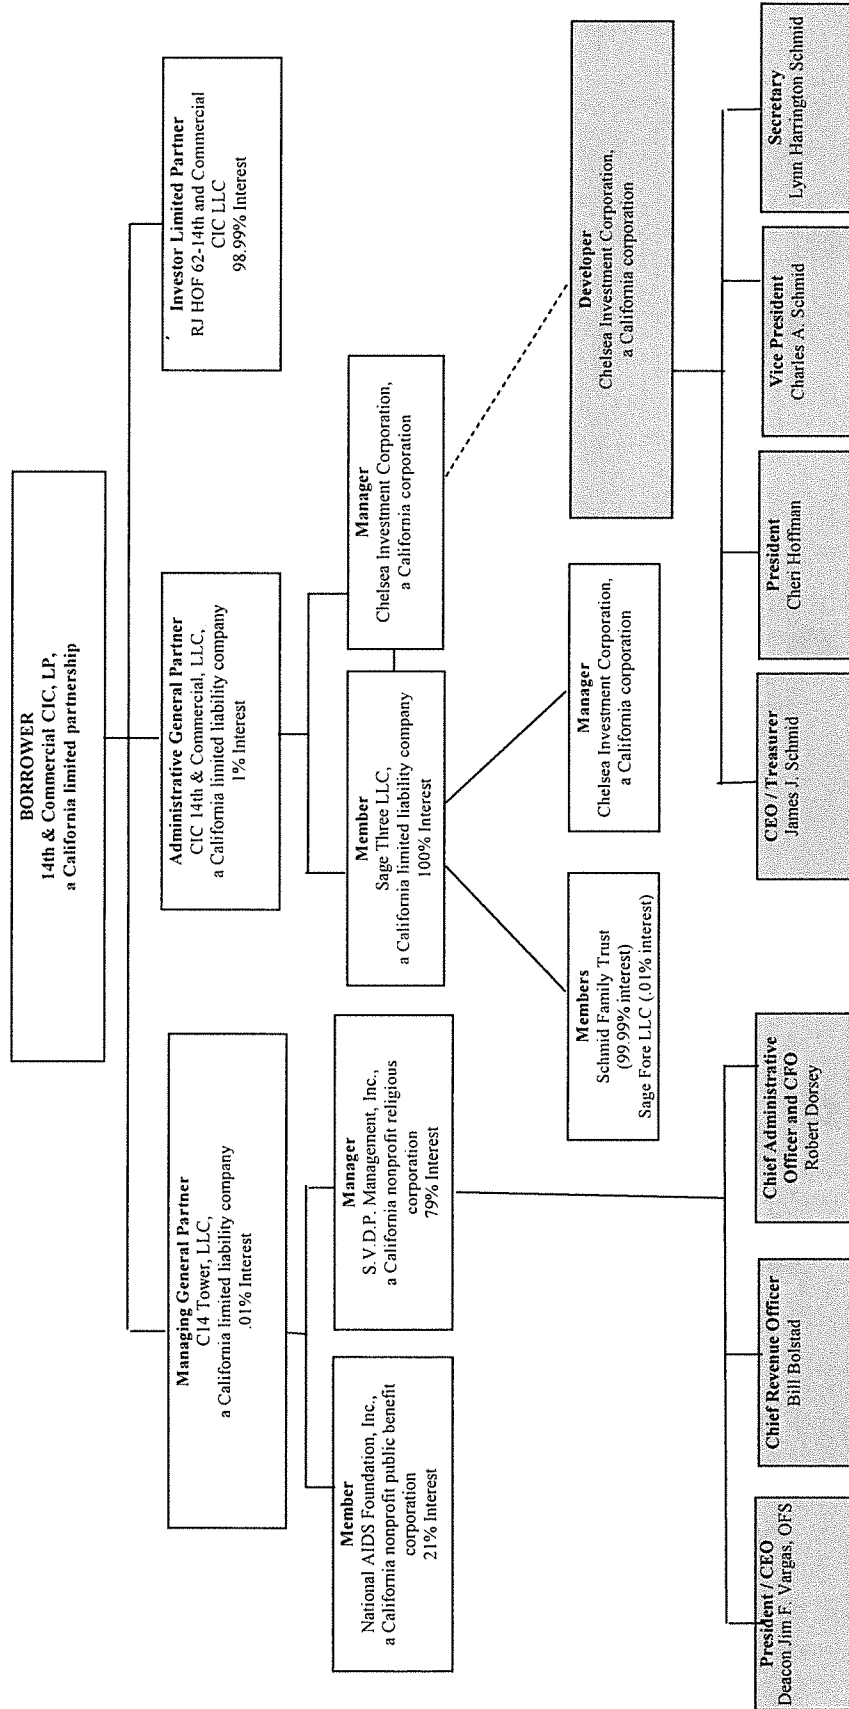 BORROWER
14th & Commercial CIC, LP,
a California limited partnership
Managing General Partner
C14 Tower, LLC,
a California limited liability company
.01% Interest
Administrative General Partner
CIC 14th & Commercial, LLC,
a California limited liability company
1% Interest
Investor Limited Partner
RJ HOF 62-14th and Commercial
CIC LLC
98.99% Interest
Member
National AIDS Foundation, Inc.,
a California nonprofit public benefit
corporation
21% Interest
Manager
S.V.D.P. Management, Inc.,
a California nonprofit religious
corporation
79% Interest
Member
Sage Three LLC,
a California limited liability company
100% Interest
Manager
Chelsea Investment Corporation,
a California corporation
Members
Schmid Family Trust
(99.99% interest)
Sage Fore LLC (.01% interest)
Manager
Chelsea Investment Corporation,
a California corporation
Developer
Chelsea Investment Corporation,
a California corporation
President / CEO
Deacon Jim F. Vargas, OFS
Chief Revenue Officer
Bill Bolstad
Chief Administrative
Officer and CFO
Robert Dorsey
CEO / Treasurer
James J. Schmid
President
Cheri Hoffman
Vice President
Charles A. Schmid
Secretary
Lynn Harrington Schmid